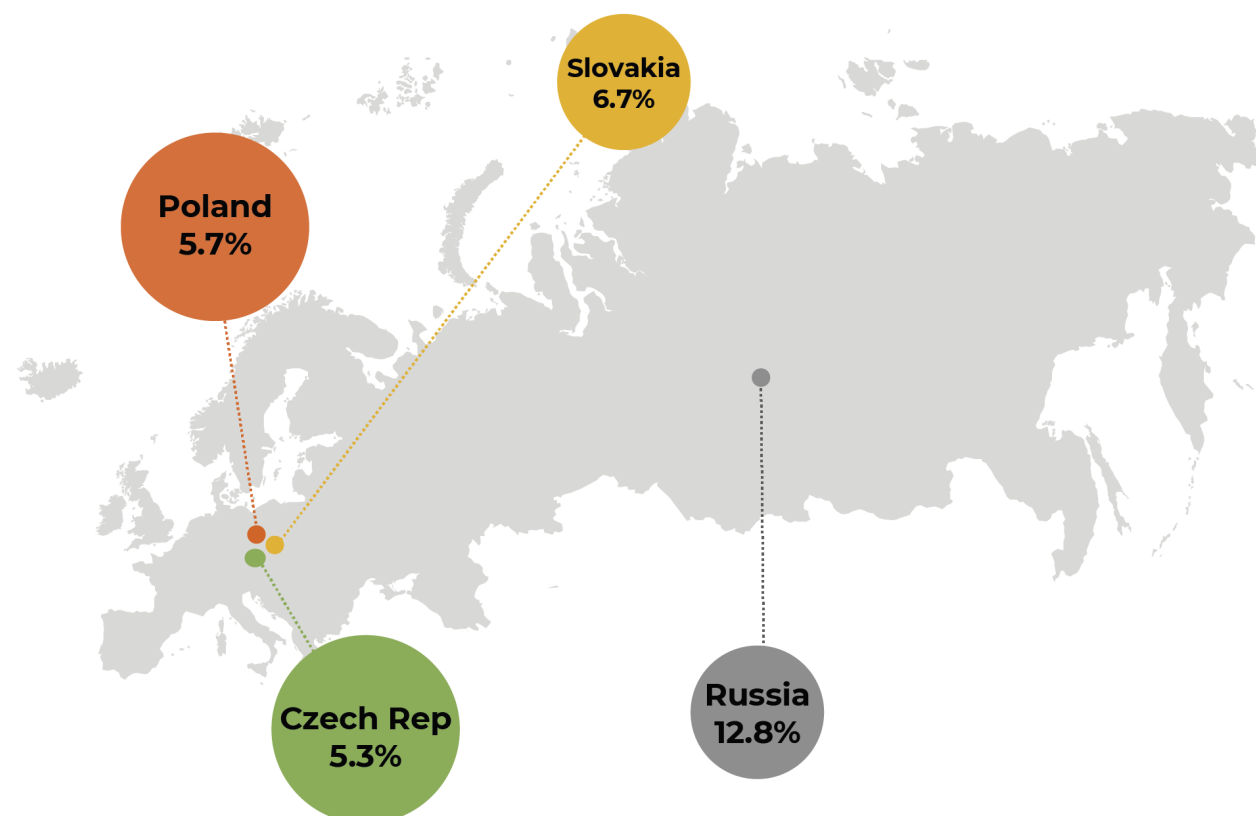 Slovakia
6.7%
Poland
5.7%
Czech Rep
5.3%
Russia
12.8%